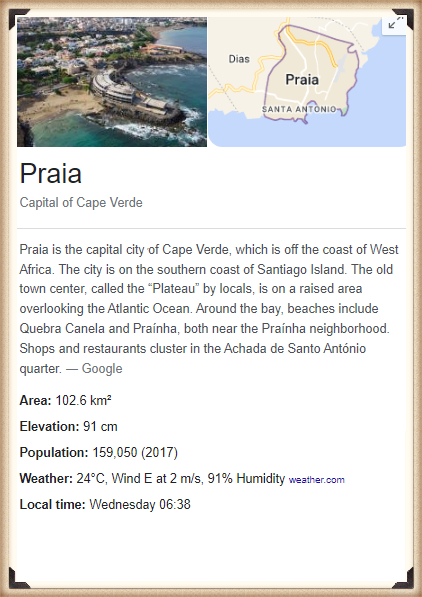 Dias
Praia
SANTA ANTONIO
Praia
Capital of Cape Verde
Praia is the capital city of Cape Verde, which is off the coast of West
Africa. The city is on the southern coast of Santiago Island. The old
town center, called the “Plateau” by locals, is on a raised area
overlooking the Atlantic Ocean. Around the bay, beaches include
Quebra Canela and Praínha, both near the Praínha neighborhood.
Shops and restaurants cluster in the Achada de Santo António
quarter. — Google
Area: 102.6 km²
Elevation: 91 cm
Population: 159,050 (2017)
Weather: 24°C, Wind E at 2 m/s, 91% Humidity weather.com
Local time: Wednesday 06:38